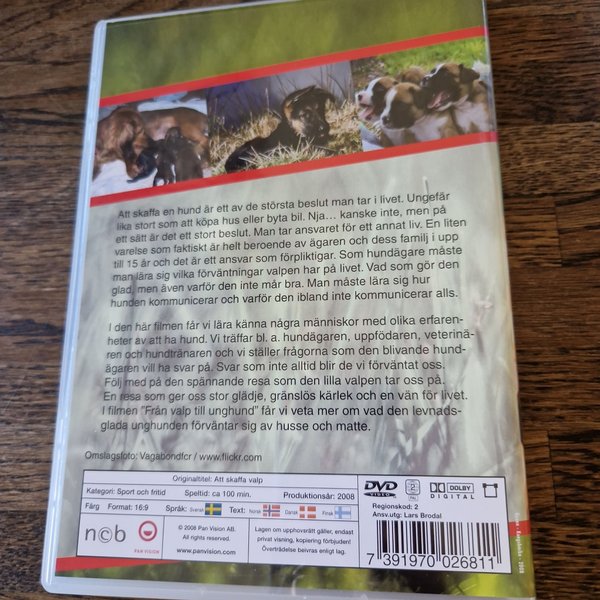 Att skaffa en hund är ett av de största beslut man tar i livet. Ungefär
lika stort som att köpa hus eller byta bil. Nja… kanske inte, men på
ett sätt är det ett stort beslut. Man tar ansvaret för ett annat liv. En liten
varelse som faktiskt är helt beroende av ägaren och dess familj i upp
till 15 år och det är ett ansvar som förpliktigar. Som hundägare måste
man lära sig vilka förväntningar valpen har på livet. Vad som gör den
glad, men även varför den inte mår bra. Man måste lära sig hur
hunden kommunicerar och varför den ibland inte kommunicerar alls.
I den här filmen får vi lära känna några människor med olika erfaren-
heter av att ha hund. Vi träffar bl. a. hundägaren, uppfödaren, veterinä-
ren och hundtränaren och vi ställer frågorna som den blivande hund-
ägaren vill ha svar på. Svar som inte alltid blir de vi förväntat oss.
Följ med på den spännande resa som den lilla valpen tar oss på.
En resa som ger oss stor glädje, gränslös kärlek och en vän för livet.
I filmen "Från valp till unghund" får vi veta mer om vad den levnads-
glada unghunden förväntar sig av husse och matte.
Omslagsfoto: Vagabondfcr / www.flickr.com
Originaltitel: Att skaffa valp
Kategori: Sport och fritid Speltid: ca 100 min. Produktionsår: 2008
Färg Format: 16:9 Språk: Svensk Text: Norsk Dansk Finsk
DVD VIDEO 2 PAL DOLBY DIGITAL
Regionskod: 2
Ansv.utg: Lars Brodal
ncb PAN VISION
© 2008 Pan Vision AB.
All rights reserved.
www.panvision.com
Lagen om upphovsrätt gäller, endast
privat visning, kopiering förbjuden!
Överträdelse beivras enligt lag.
7 391970 026811